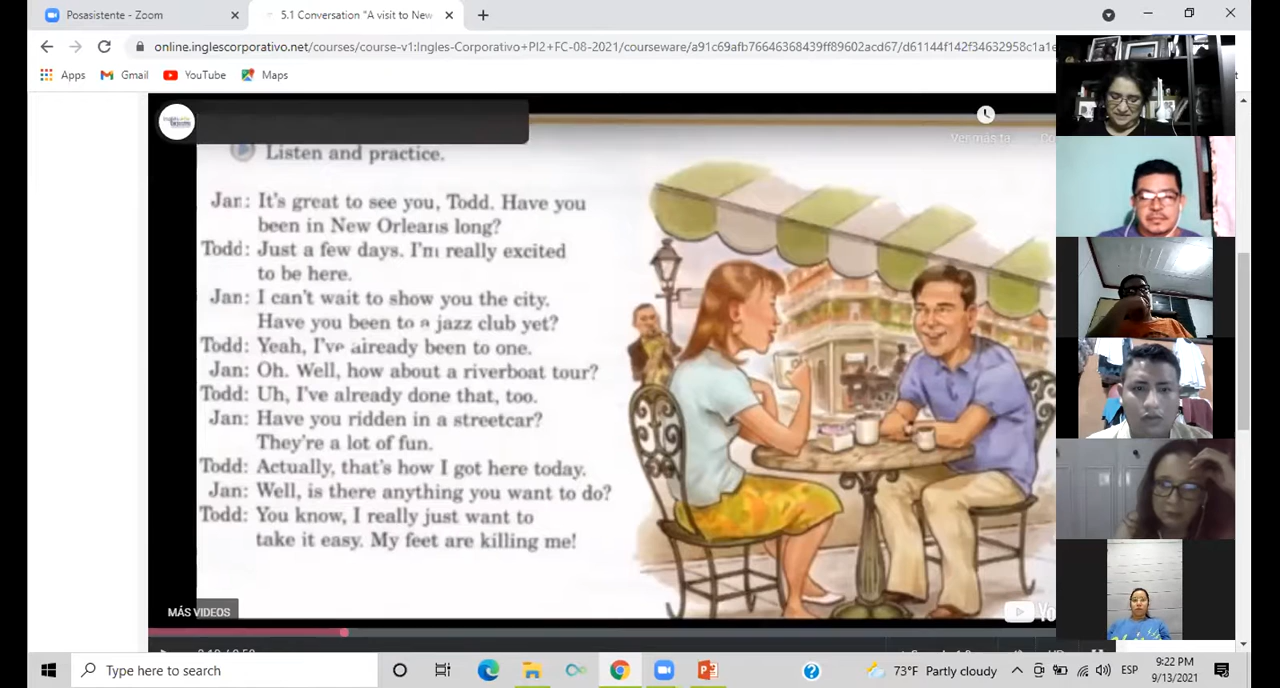 Posasistente - Zoom
5.1 Conversation "A visit to New
online.inglescorporativo.net/courses/course-v1:Ingles-Corporativo+PI2+FC-08-2021/courseware/a91c69afb76646368439ff89602acd67/d61144f142f34632958c1a1e
Apps Gmail YouTube Maps
Ver más ta
Listen and practice.
Jan: It's great to see you, Todd. Have you
been in New Orleans long?
Todd: Just a few days. I'm really excited
to be here.
Jan: I can't wait to show you the city.
Have you been to a jazz club yet?
Todd: Yeah, I've already been to one.
Jan: Oh. Well, how about a riverboat tour?
Todd: Uh, I've already done that, too.
Jan: Have you ridden in a streetcar?
They're a lot of fun.
Todd: Actually, that's how I got here today.
Jan: Well, is there anything you want to do?
Todd: You know, I really just want to
take it easy. My feet are killing me!
MÁS VIDEOS
Type here to search
73°F Partly cloudy
ESP
9:22 PM
9/13/2021